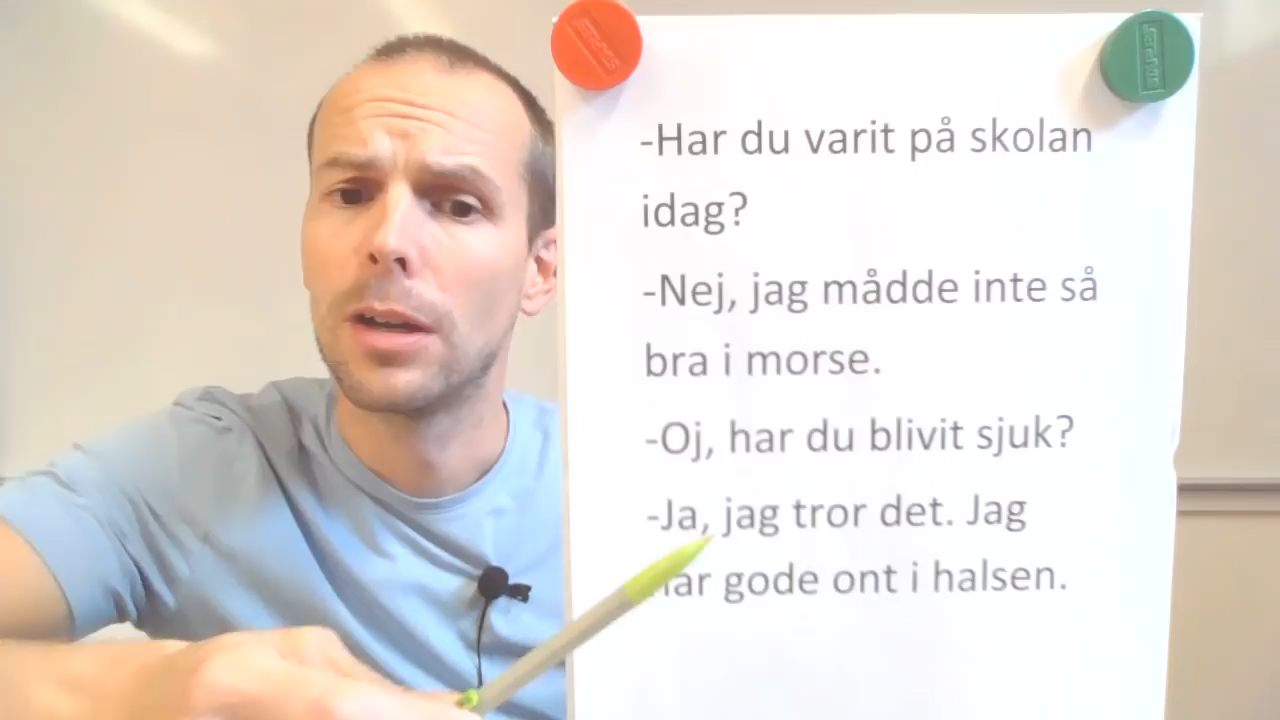 -Har du varit på skolan
idag?
-Nej, jag mådde inte så
bra i morse.
-Oj, har du blivit sjuk?
-Ja, jag tror det. Jag
gode ont i halsen.
STAPLES